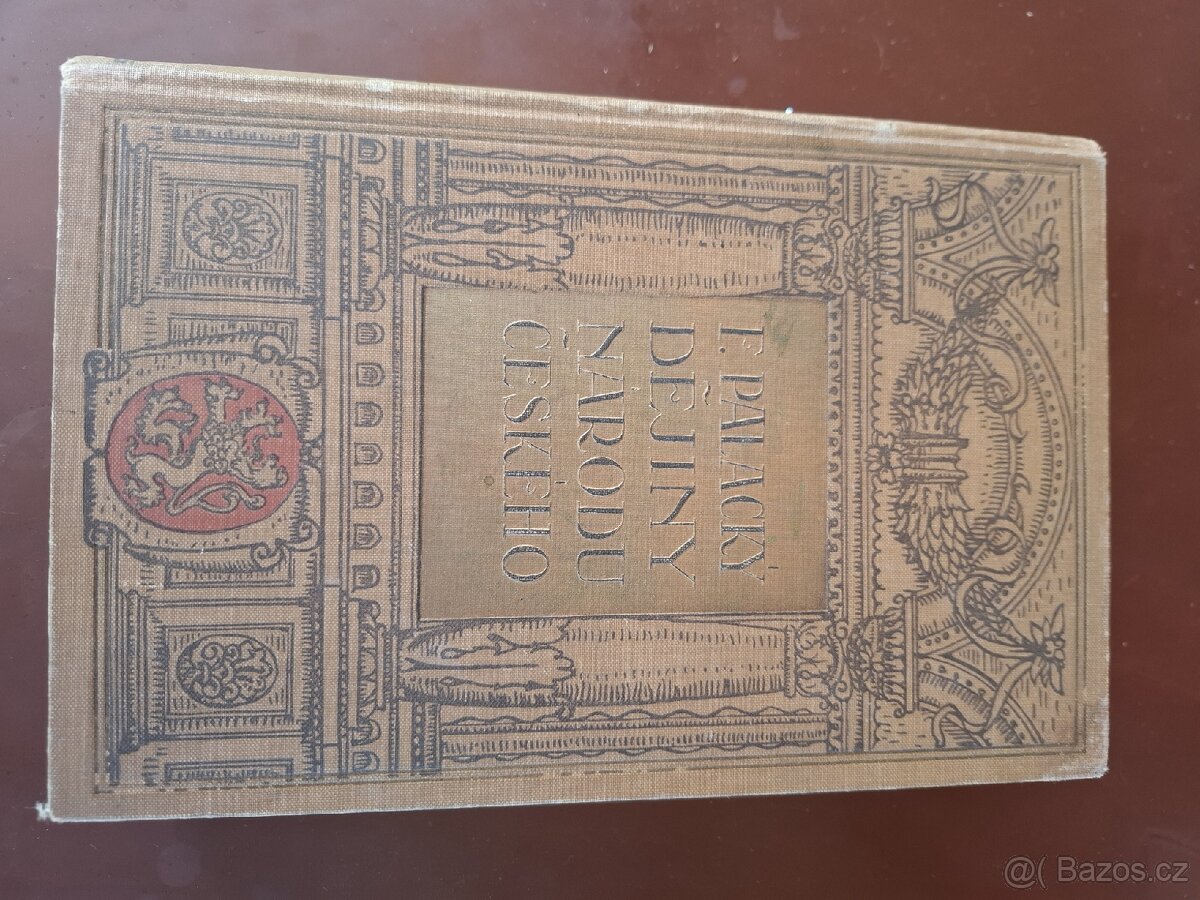 F. PALACKÝ
DĚJINY
NÁRODU
ČESKÉHO
@( Bazos.cz